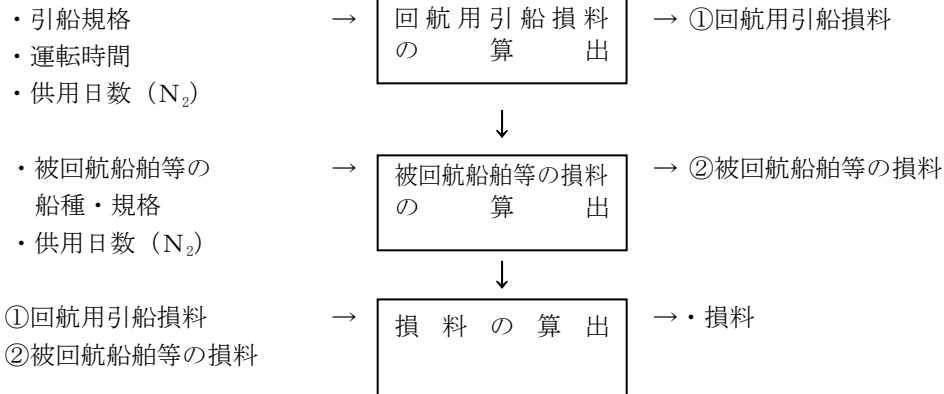 ・引船規格 → 回航用引船損料 → ①回航用引船損料
・運転時間 の算出
・供用日数（N₂）
↓
・被回航船舶等の → 被回航船舶等の損料 → ②被回航船舶等の損料
船種・規格 の算出
・供用日数（N₂）
↓
①回航用引船損料 → 損料の算出 →・損料
②被回航船舶等の損料